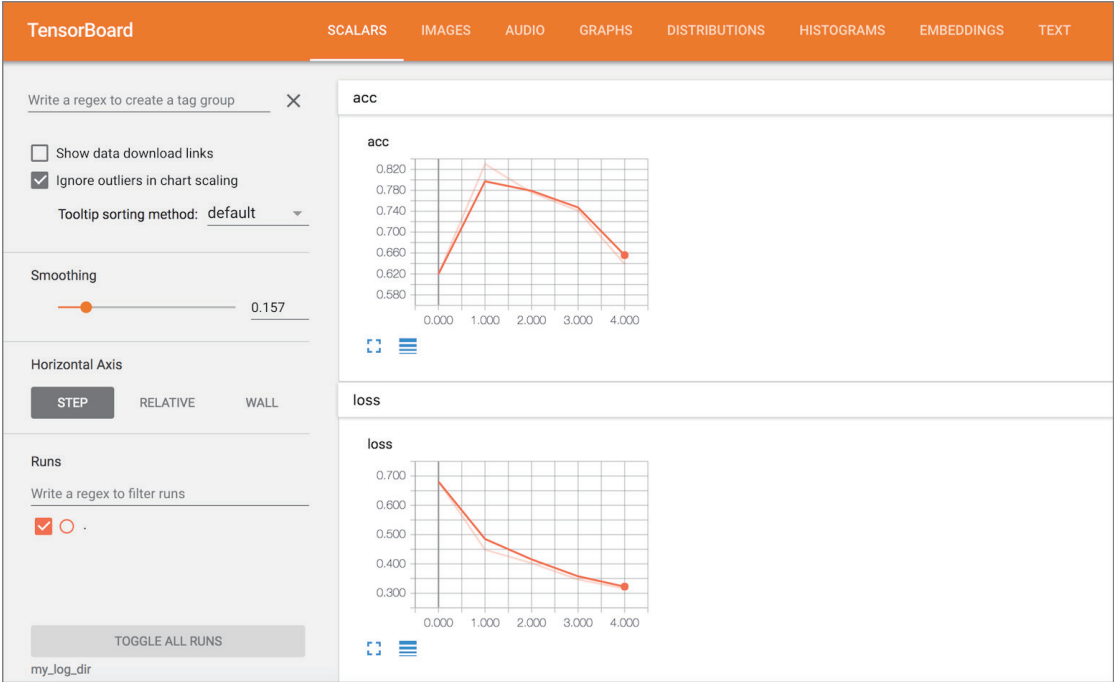 TensorBoard SCALARS IMAGES AUDIO GRAPHS DISTRIBUTIONS HISTOGRAMS EMBEDDINGS TEXT
Write a regex to create a tag group
Show data download links
Ignore outliers in chart scaling
Tooltip sorting method: default
Smoothing
0.157
Horizontal Axis
STEP RELATIVE WALL
Runs
Write a regex to filter runs
.
TOGGLE ALL RUNS
my_log_dir
acc
acc
0.820
0.780
0.740
0.700
0.660
0.620
0.580
0.000 1.000 2.000 3.000 4.000
loss
loss
0.700
0.600
0.500
0.400
0.300
0.000 1.000 2.000 3.000 4.000